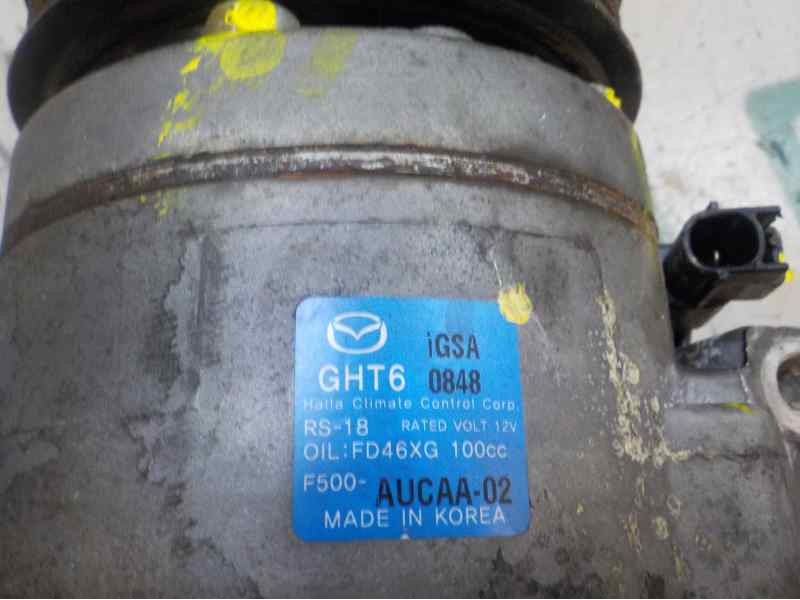 iGSA
GHT6 0848
Halla Climate Control Corp.
RS-18 RATED VOLT 12V
OIL:FD46XG 100cc
F500-AUCAA-02
MADE IN KOREA